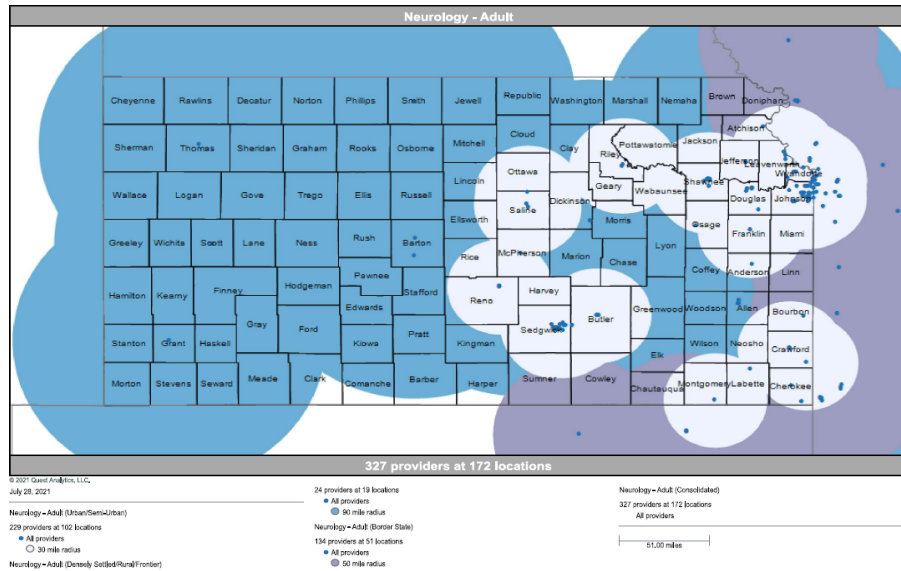 Neurology - Adult
Cheyenne Rawlins Decatur Norton Phillips Smith Jewell Republic Washington Marshall Nemaha Brown Doniphan
Sherman Thomas Sheridan Graham Rooks Osborne Mitchell Cloud Clay Riley Pottawatomie Jackson Atchison
Jefferson Leavenworth Wyandotte
Wallace Logan Gove Trego Ellis Russell Lincoln Ottawa Dickinson Geary Wabaunsee Shawnee Douglas Johnson
Greeley Wichita Scott Lane Ness Rush Barton Ellsworth Saline Morris Lyon Osage Franklin Miami
Rice McPherson Marion Chase Coffey Anderson Linn
Hamilton Kearny Finney Hodgeman Pawnee Stafford Reno Harvey
Edwards
Gray Ford Sedgwick Butler Greenwood Woodson Allen Bourbon
Stanton Grant Haskell Kiowa Pratt Kingman Elk Wilson Neosho Crawford
Morton Stevens Seward Meade Clark Comanche Barber Harper Sumner Cowley Chautauqua Montgomery Labette Cherokee
327 providers at 172 locations
© 2021 Quest Analytics, LLC.
July 28, 2021
Neurology - Adult (Urban/Semi-Urban)
229 providers at 102 locations
All providers
30 mile radius
Neurology - Adult (Densely Settled/Rural/Frontier)
24 providers at 19 locations
All providers
90 mile radius
Neurology - Adult (Border State)
134 providers at 51 locations
All providers
50 mile radius
Neurology - Adult (Consolidated)
327 providers at 172 locations
All providers
51.00 miles